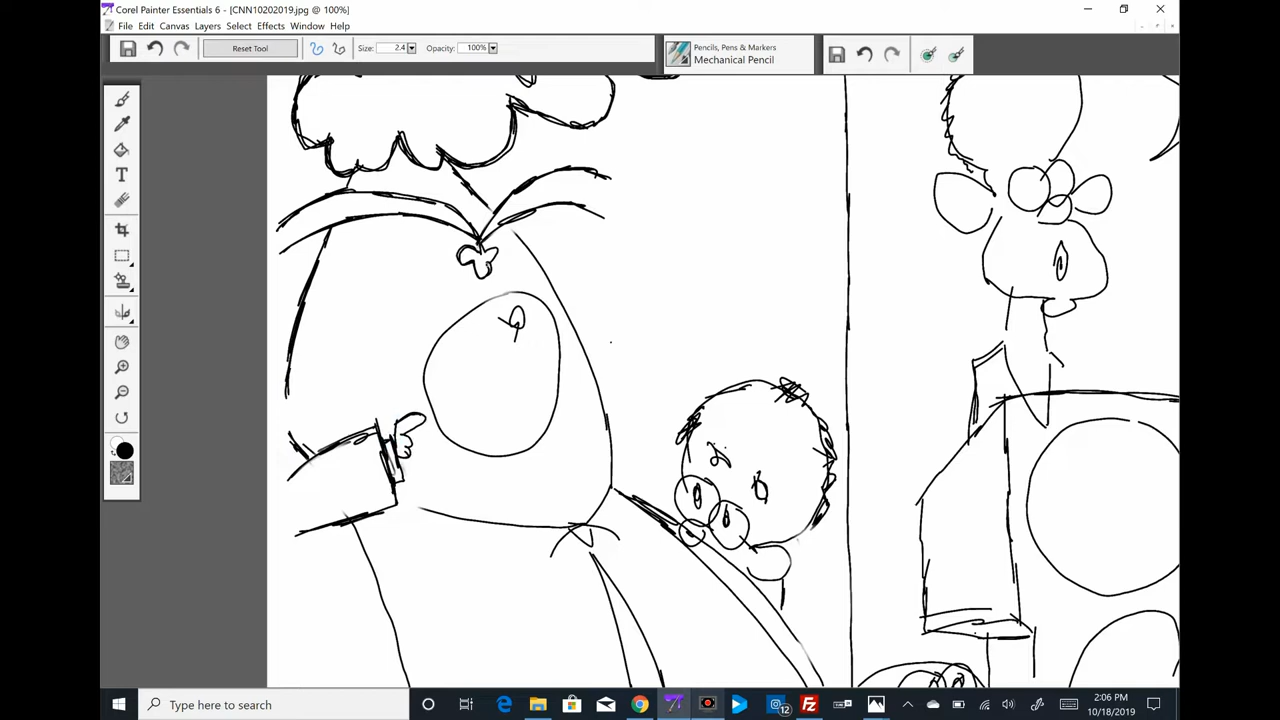 Corel Painter Essentials 6 - [CNN10202019.jpg @ 100%]
File Edit Canvas Layers Select Effects Window Help
Reset Tool Size: 2.4 Opacity: 100%
Pencils, Pens & Markers
Mechanical Pencil
T
Type here to search
12
2:06 PM
10/18/2019